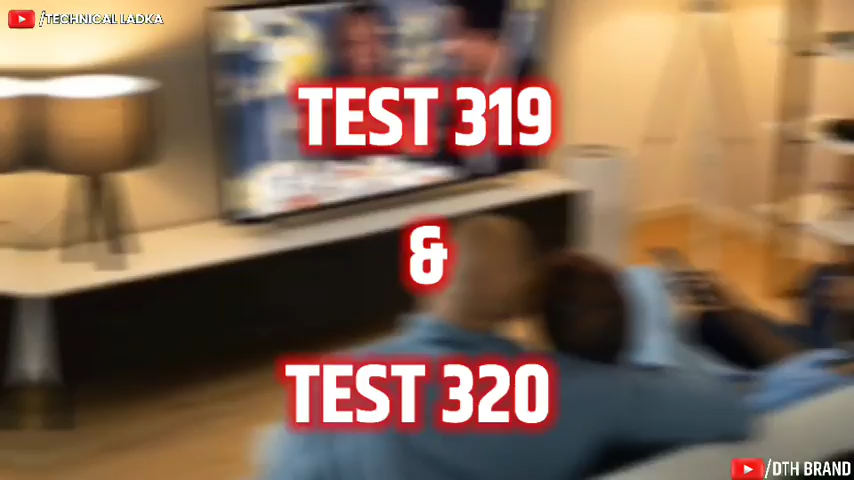 /TECHNICAL LADKA
TEST 319
&
TEST 320
/DTH BRAND